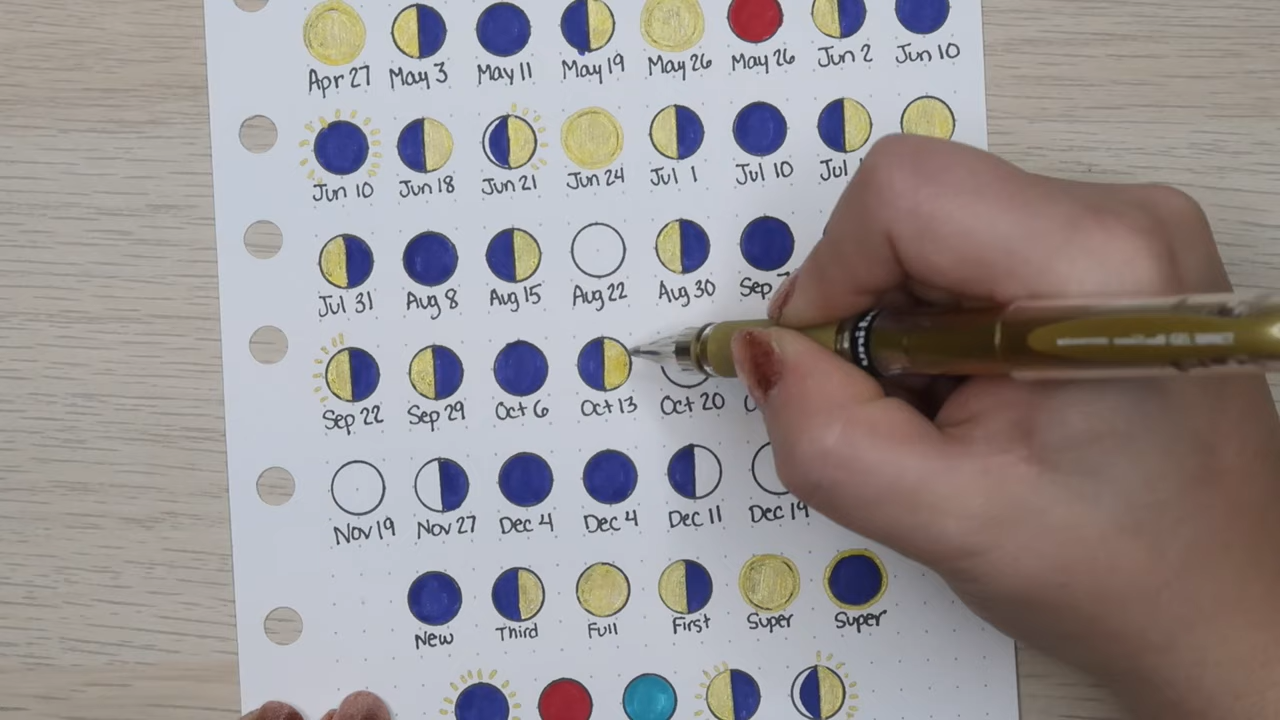 Apr 27 May 3 May 11 May 19 May 26 May 26 Jun 2 Jun 10
Jun 10 Jun 18 Jun 21 Jun 24 Jul 1 Jul 10 Jul
Jul 31 Aug 8 Aug 15 Aug 22 Aug 30 Sep
Sep 22 Sep 29 Oct 6 Oct 13 Oct 20
Nov 19 Nov 27 Dec 4 Dec 4 Dec 11 Dec 19
New Third Full First Super Super